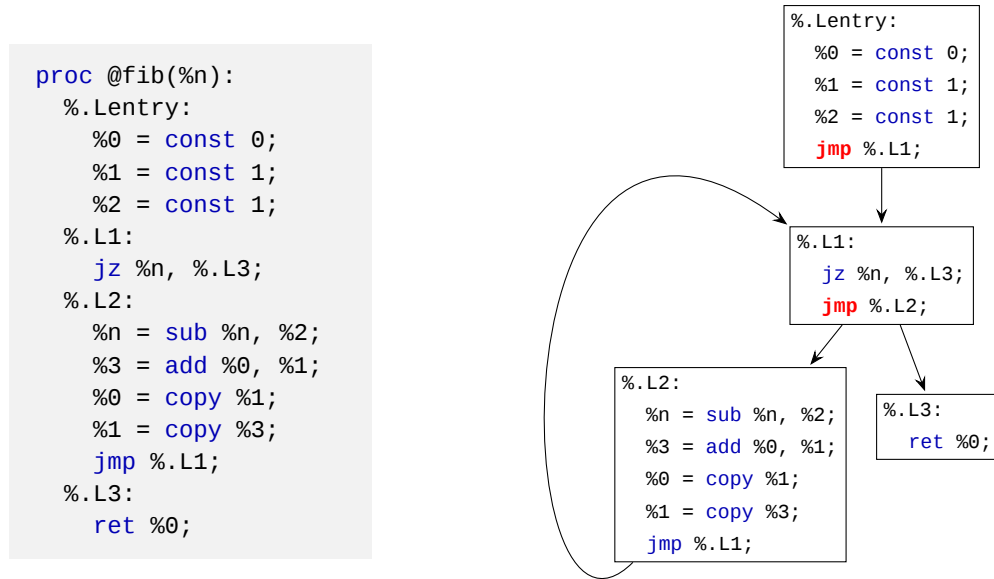 proc @fib(%n):
%.Lentry:
%0 = const 0;
%1 = const 1;
%2 = const 1;
%.L1:
jz %n, %.L3;
%.L2:
%n = sub %n, %2;
%3 = add %0, %1;
%0 = copy %1;
%1 = copy %3;
jmp %.L1;
%.L3:
ret %0;
%.Lentry:
%0 = const 0;
%1 = const 1;
%2 = const 1;
jmp %.L1;
%.L1:
jz %n, %.L3;
jmp %.L2;
%.L2:
%n = sub %n, %2;
%3 = add %0, %1;
%0 = copy %1;
%1 = copy %3;
jmp %.L1;
%.L3:
ret %0;